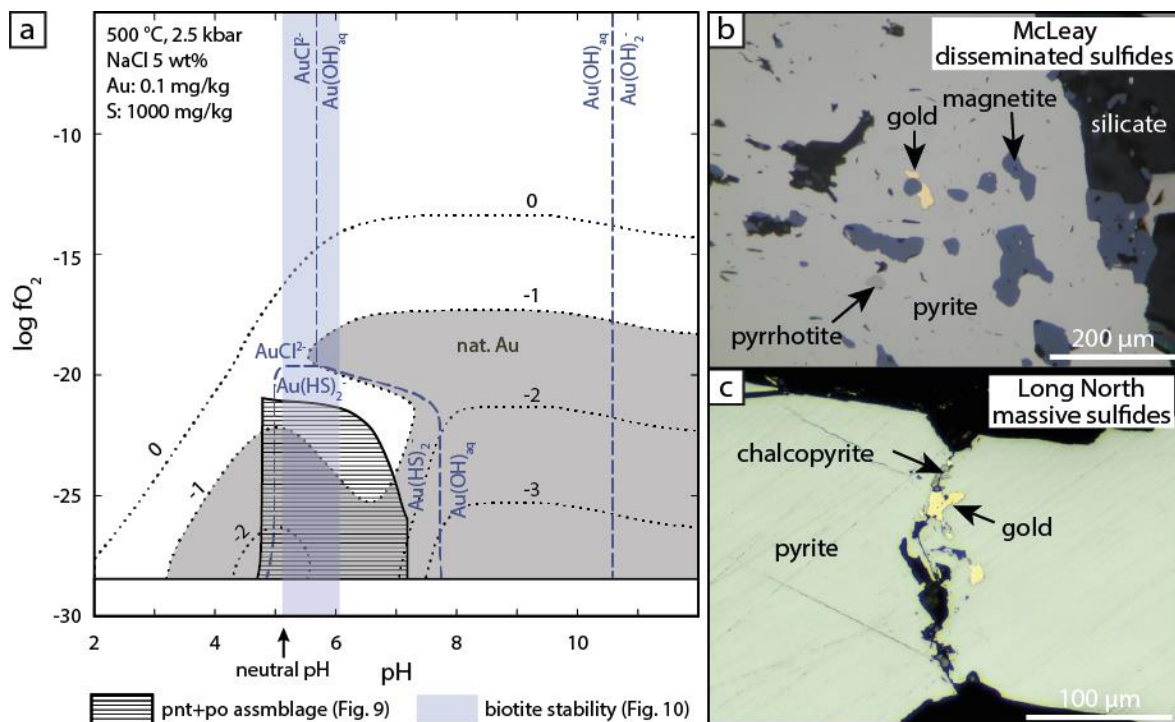 a
500 °C, 2.5 kbar
NaCl 5 wt%
Au: 0.1 mg/kg
S: 1000 mg/kg
AuCl²⁻
Au(OH)aq
Au(OH)aq
Au(OH)₂⁻
0
-1
nat. Au
AuCl²⁻
Au(HS)₂⁻
-2
Au(HS)₂⁻
Au(OH)aq
0
-1
-2
-3
log fO₂
-10
-15
-20
-25
-30
2
4
6
8
10
neutral pH
pH
pnt+po assmblage (Fig. 9)
biotite stability (Fig. 10)
b
McLeay
disseminated sulfides
magnetite
gold
silicate
pyrrhotite
pyrite
200 µm
c
Long North
massive sulfides
chalcopyrite
pyrite
gold
100 µm